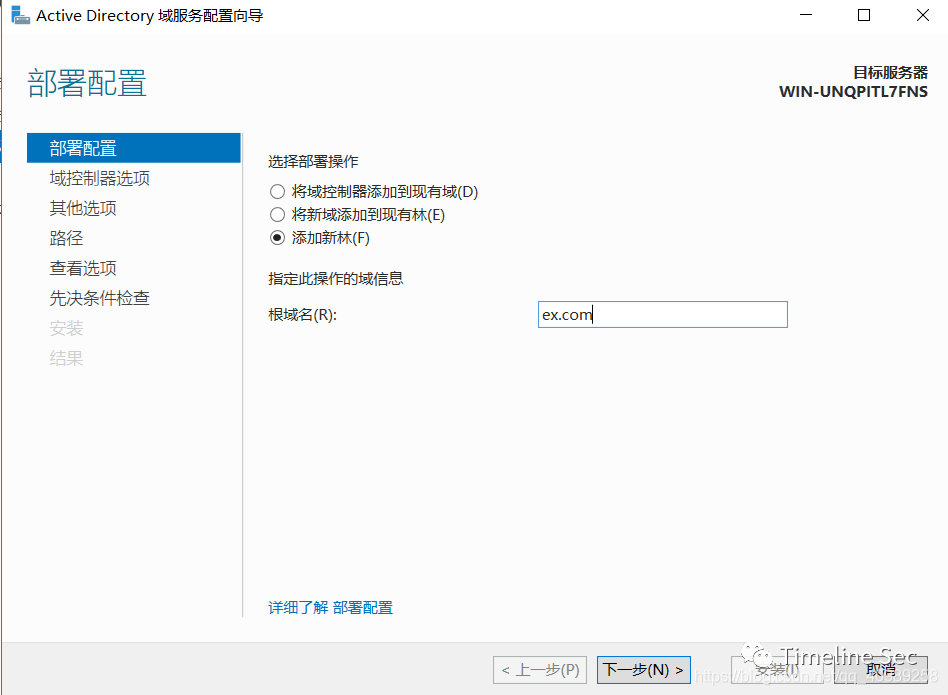 Active Directory 域服务配置向导
部署配置
目标服务器
WIN-UNQPITL7FNS
部署配置
域控制器选项
其他选项
路径
查看选项
先决条件检查
安装
结果
选择部署操作
将域控制器添加到现有域(D)
将新域添加到现有林(E)
添加新林(F)
指定此操作的域信息
根域名(R):
ex.com
详细了解 部署配置
< 上一步(P)
下一步(N) >
安装(I)
取消
Timeline Sec